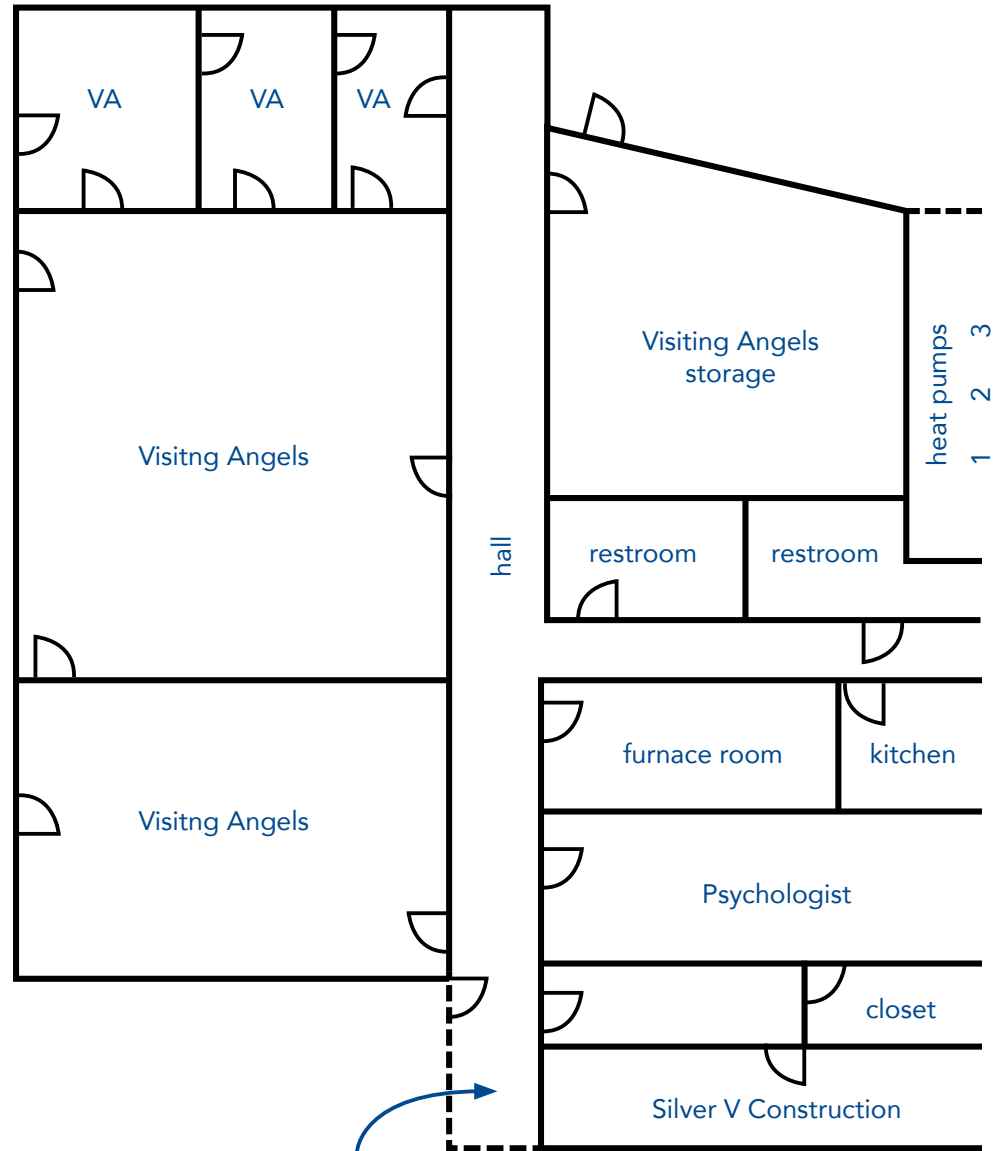 VA
VA
VA
Visiting Angels
storage
heat pumps
1 2 3
Visitng Angels
hall
restroom
restroom
furnace room
kitchen
Visitng Angels
Psychologist
closet
Silver V Construction